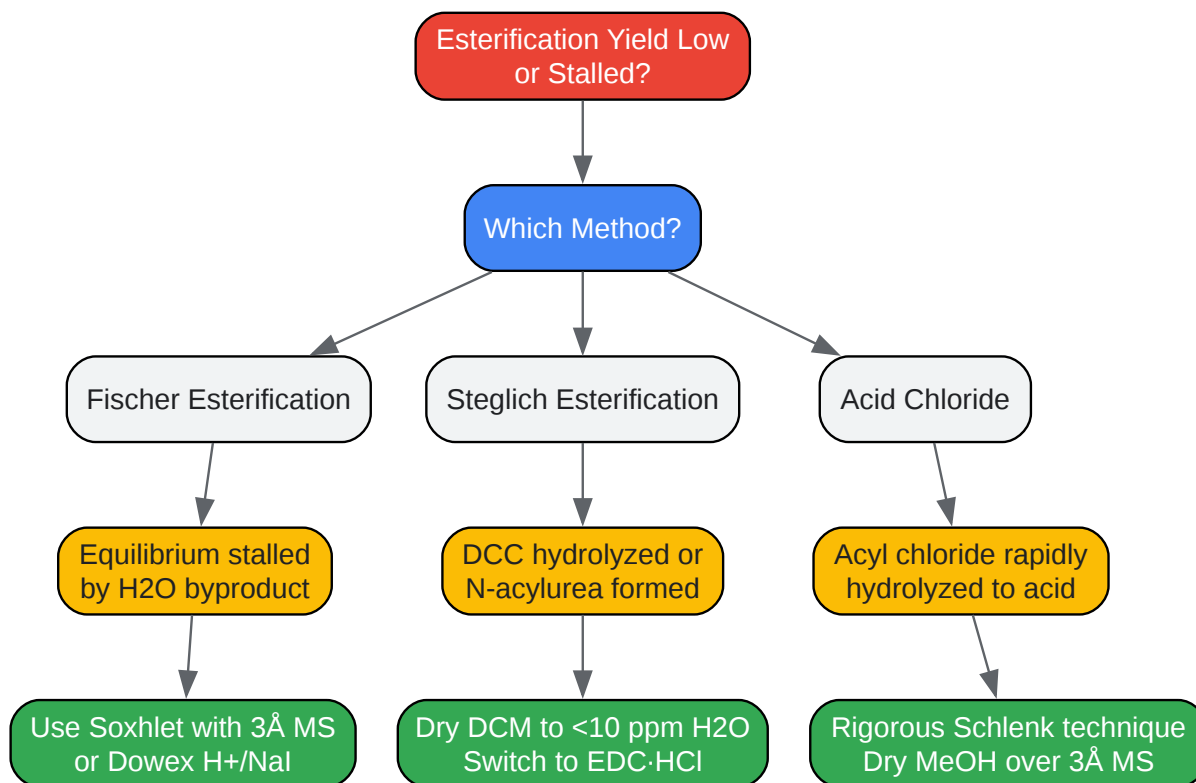 Esterification Yield Low
or Stalled?
Which Method?
Fischer Esterification
Steglich Esterification
Acid Chloride
Equilibrium stalled
by H2O byproduct
DCC hydrolyzed or
N-acylurea formed
Acyl chloride rapidly
hydrolyzed to acid
Use Soxhlet with 3Å MS
or Dowex H+/NaI
Dry DCM to <10 ppm H2O
Switch to EDC·HCl
Rigorous Schlenk technique
Dry MeOH over 3Å MS